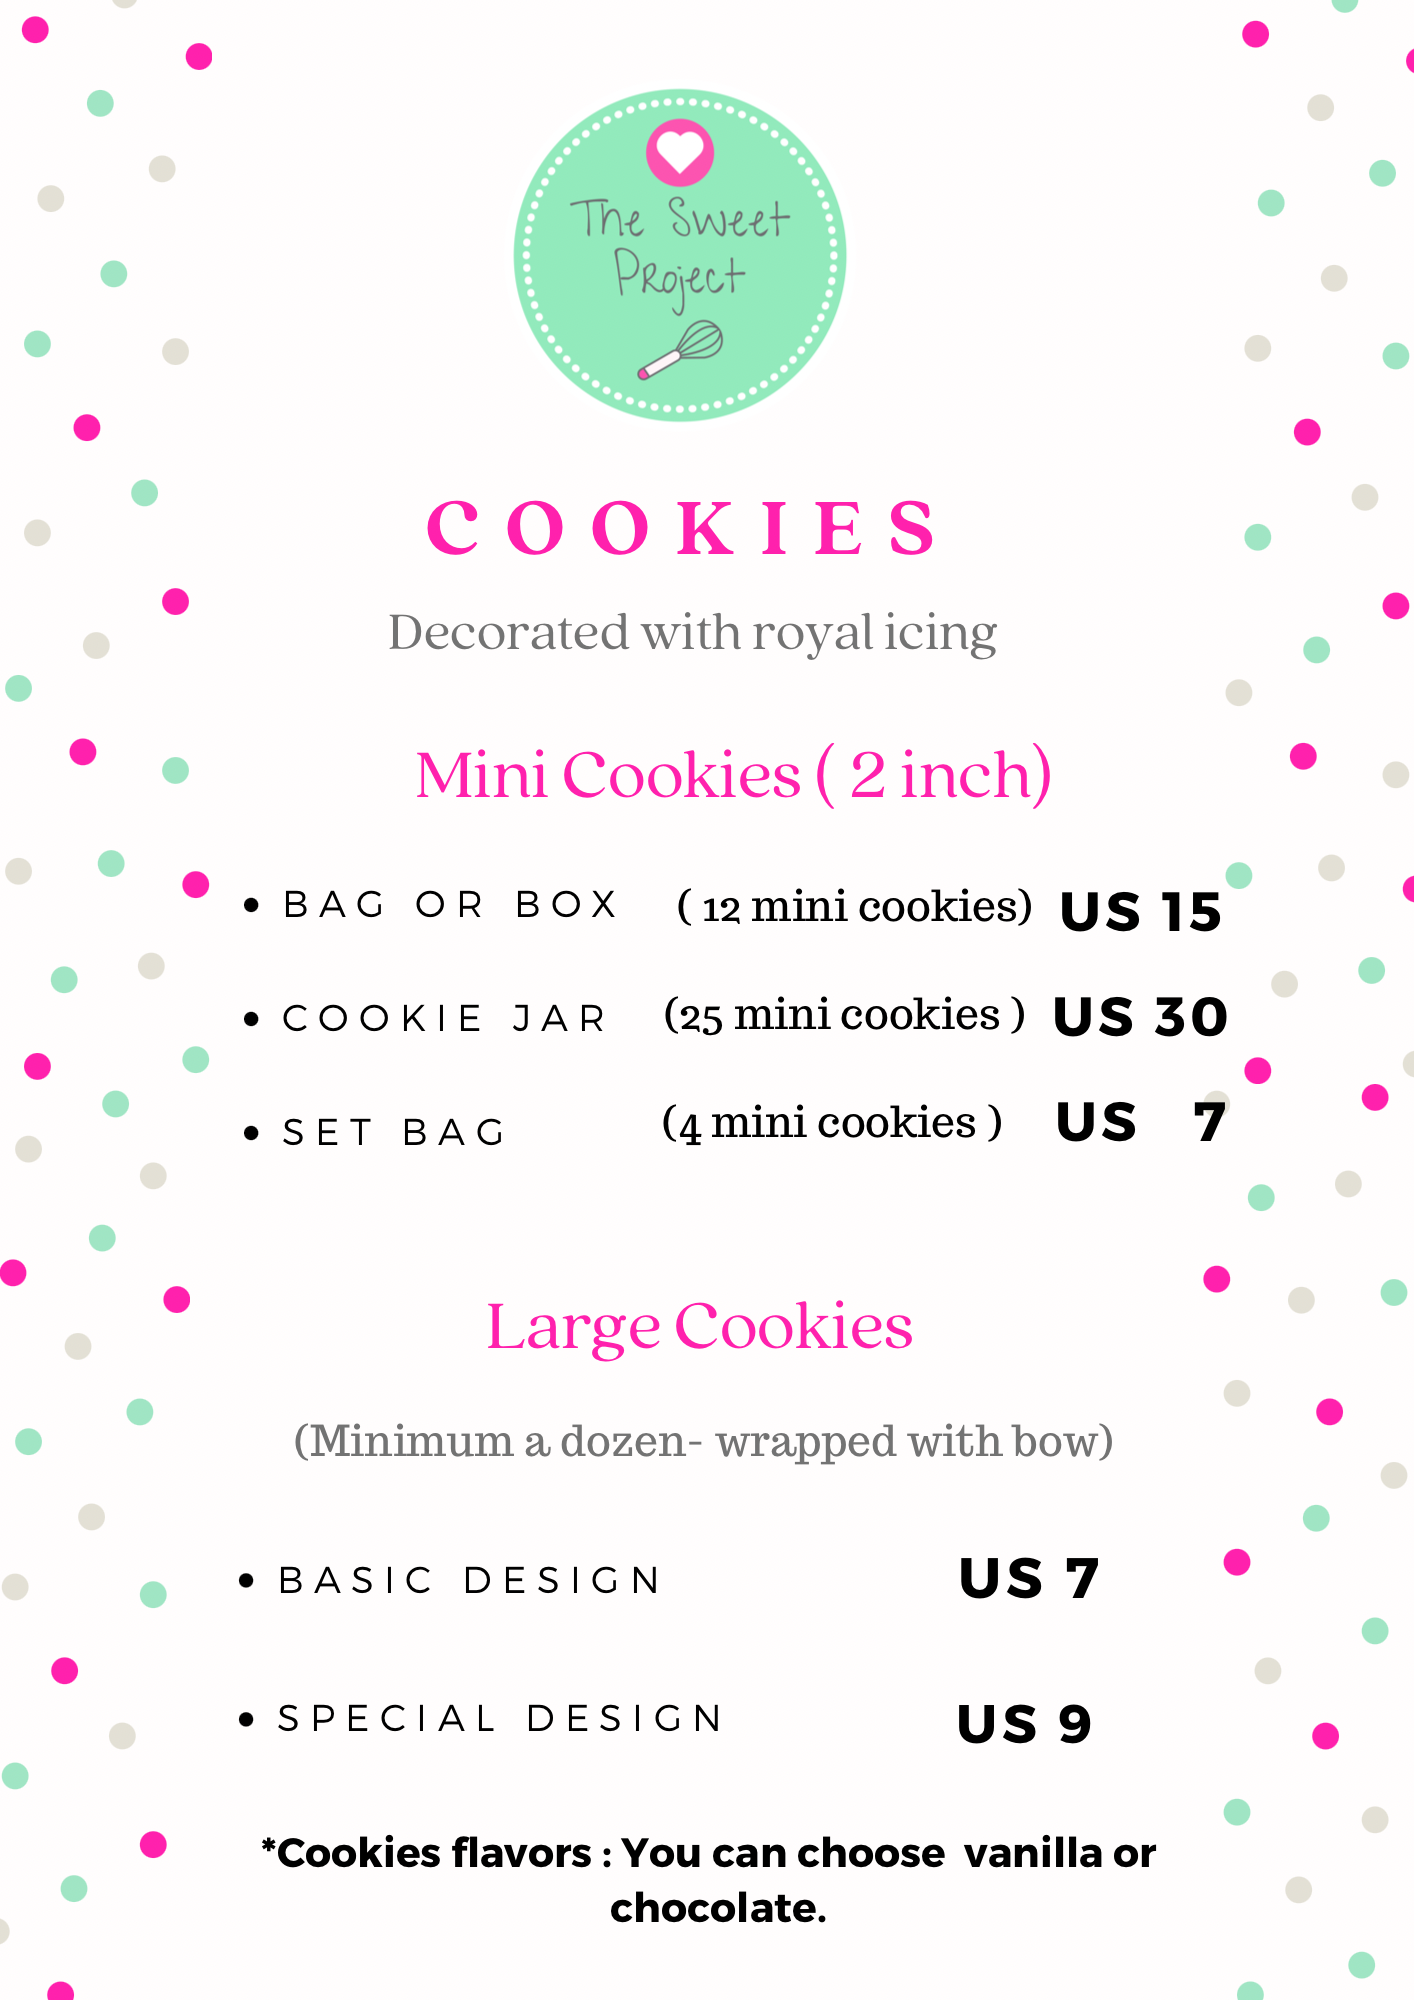 The Sweet
Project
COOKIES
Decorated with royal icing
Mini Cookies ( 2 inch)
• BAG OR BOX ( 12 mini cookies) US 15
• COOKIE JAR (25 mini cookies ) US 30
• SET BAG (4 mini cookies ) US 7
Large Cookies
(Minimum a dozen- wrapped with bow)
• BASIC DESIGN US 7
• SPECIAL DESIGN US 9
*Cookies flavors : You can choose vanilla or
chocolate.